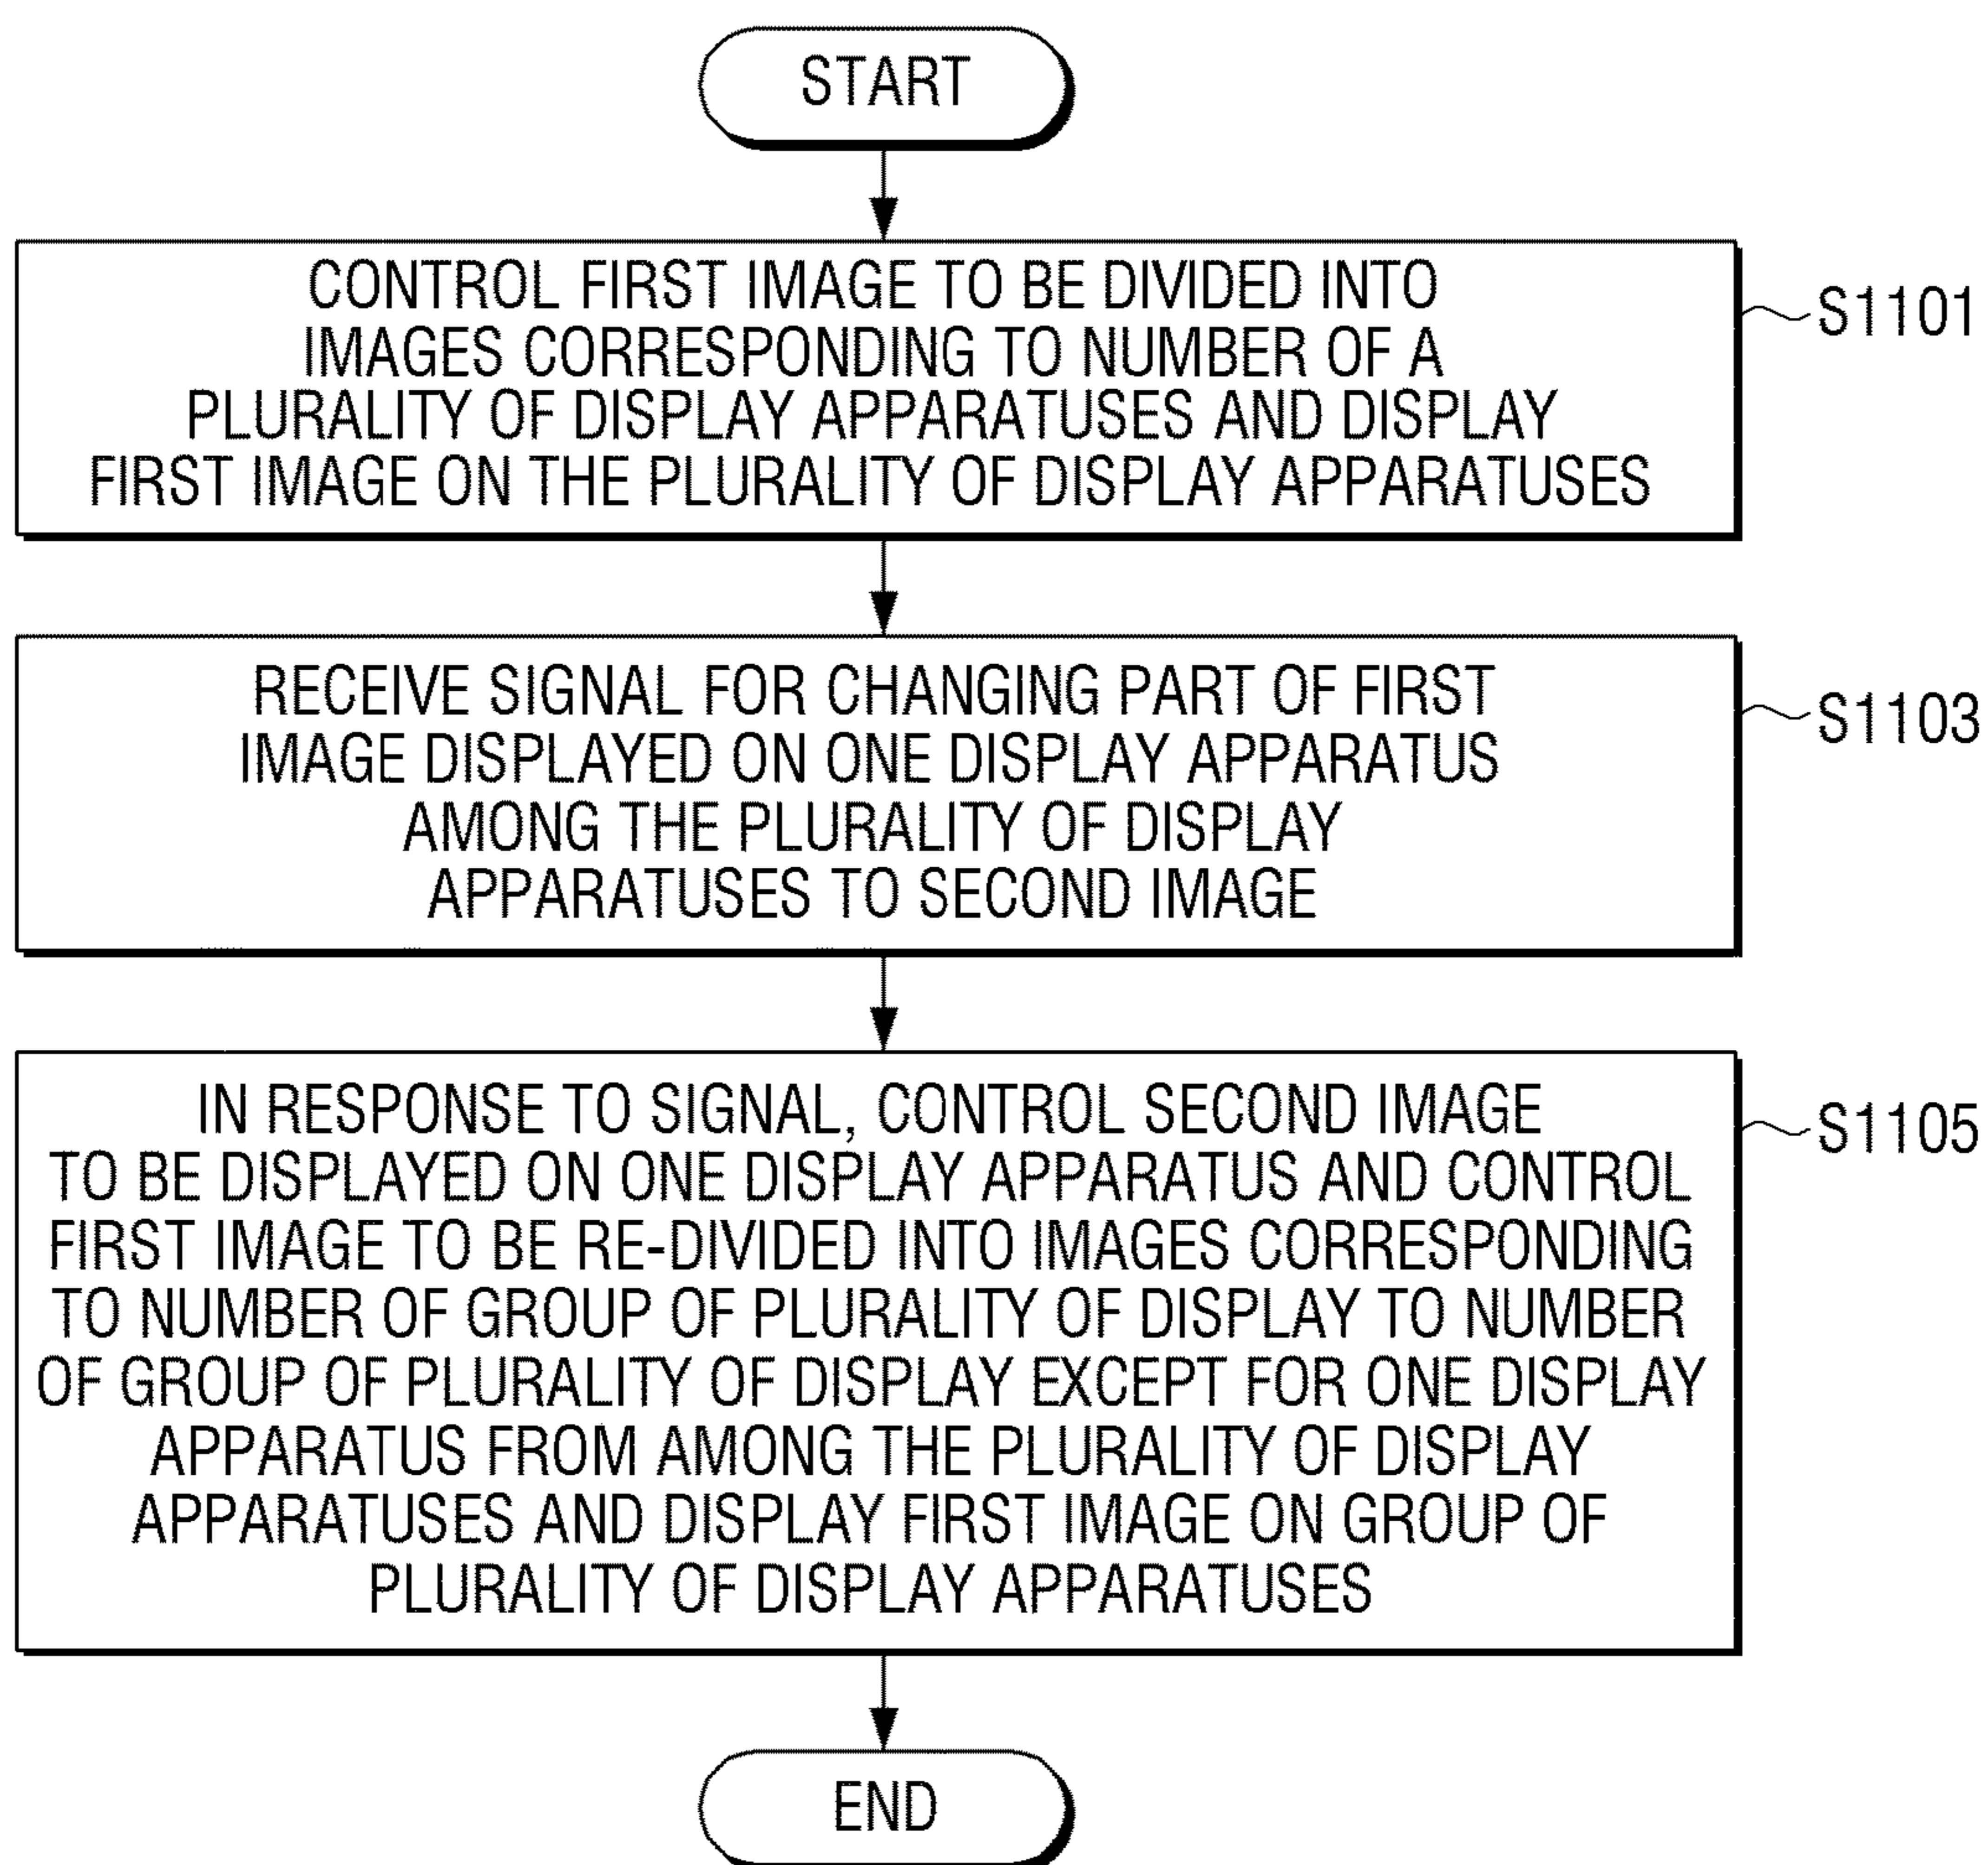 START
CONTROL FIRST IMAGE TO BE DIVIDED INTO
IMAGES CORRESPONDING TO NUMBER OF A
PLURALITY OF DISPLAY APPARATUSES AND DISPLAY
FIRST IMAGE ON THE PLURALITY OF DISPLAY APPARATUSES
S1101
RECEIVE SIGNAL FOR CHANGING PART OF FIRST
IMAGE DISPLAYED ON ONE DISPLAY APPARATUS
AMONG THE PLURALITY OF DISPLAY
APPARATUSES TO SECOND IMAGE
S1103
IN RESPONSE TO SIGNAL, CONTROL SECOND IMAGE
TO BE DISPLAYED ON ONE DISPLAY APPARATUS AND CONTROL
FIRST IMAGE TO BE RE-DIVIDED INTO IMAGES CORRESPONDING
TO NUMBER OF GROUP OF PLURALITY OF DISPLAY TO NUMBER
OF GROUP OF PLURALITY OF DISPLAY EXCEPT FOR ONE DISPLAY
APPARATUS FROM AMONG THE PLURALITY OF DISPLAY
APPARATUSES AND DISPLAY FIRST IMAGE ON GROUP OF
PLURALITY OF DISPLAY APPARATUSES
S1105
END